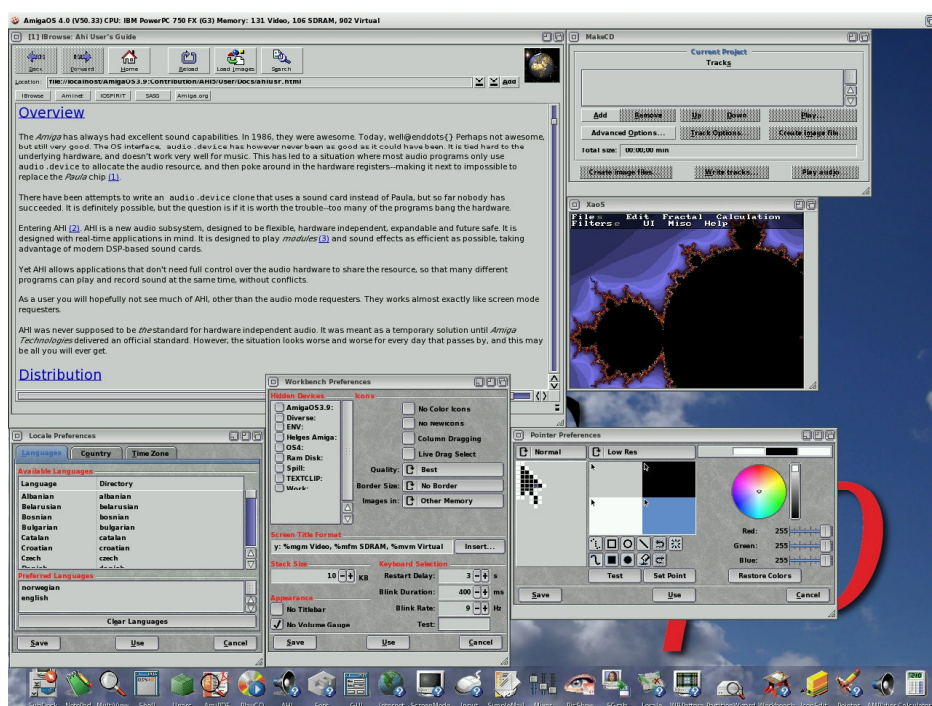 AmigaOS 4.0 (V50.33) CPU: IBM PowerPC 750 FX (G3) Memory: 131 Video, 106 SDRAM, 902 Virtual
[1] IBrowse: Ahi User's Guide
Back Forward Home Reload Load Images Search
Location: file://localhost/AmigaOS3.9:Contribution/AHI5/User/Docs/ahiusr.html Add
IBrowse Aminet IOSPIRIT SASG Amiga.org
Overview
The Amiga has always had excellent sound capabilities. In 1986, they were awesome. Today, well@enddots{} Perhaps not awesome,
but still very good. The OS interface, audio.device has however never been as good as it could have been. It is tied hard to the
underlying hardware, and doesn't work very well for music. This has led to a situation where most audio programs only use
audio.device to allocate the audio resource, and then poke around in the hardware registers--making it next to impossible to
replace the Paula chip (1).
There have been attempts to write an audio.device clone that uses a sound card instead of Paula, but so far nobody has
succeeded. It is definitely possible, but the question is if it is worth the trouble--too many of the programs bang the hardware.
Entering AHI (2). AHI is a new audio subsystem, designed to be flexible, hardware independent, expandable and future safe. It is
designed with real-time applications in mind. It is designed to play modules (3) and sound effects as efficient as possible, taking
advantage of modern DSP-based sound cards.
Yet AHI allows applications that don't need full control over the audio hardware to share the resource, so that many different
programs can play and record sound at the same time, without conflicts.
As a user you will hopefully not see much of AHI, other than the audio mode requesters. They works almost exactly like screen mode
requesters.
AHI was never supposed to be the standard for hardware independent audio. It was meant as a temporary solution until Amiga
Technologies delivered an official standard. However, the situation looks worse and worse for every day that passes by, and this may
be all you will ever get.
Distribution
MakeCD
Current Project
Tracks
Add Remove Up Down Play...
Advanced Options... Track Options... Create image file
Total size: 00:00;00 min
Create image files... Write tracks... Play audio
XaoS
Files Edit Fractal Calculation
Filters UI Misc Help
Workbench Preferences
Hidden Devices
AmigaOS3.9:
Diverse:
ENV:
Helges Amiga:
OS4:
Ram Disk:
Spill:
TEXTCLIP:
Work:
Icons
No Color Icons
No NewIcons
Column Dragging
Live Drag Select
Quality: Best
Border Size: No Border
Images in: Other Memory
Screen Title Format
y: %mgm Video, %mfm SDRAM, %mvm Virtual Insert...
Stack Size
10 KB
Appearance
No Titlebar
No Volume Gauge
Keyboard Selection
Restart Delay: 3 s
Blink Duration: 400 ms
Blink Rate: 9 Hz
Test:
Save Use Cancel
Locale Preferences
Languages Country Time Zone
Available Languages
Language Directory
Albanian albanian
Belarusian belarusian
Bosnian bosnian
Bulgarian bulgarian
Catalan catalan
Croatian croatian
Czech czech
Danish danish
Preferred Languages
norwegian
english
Clear Languages
Save Use Cancel
Pointer Preferences
Normal Low Res
Red: 255
Green: 255
Blue: 255
Test Set Point Restore Colors
Save Use Cancel